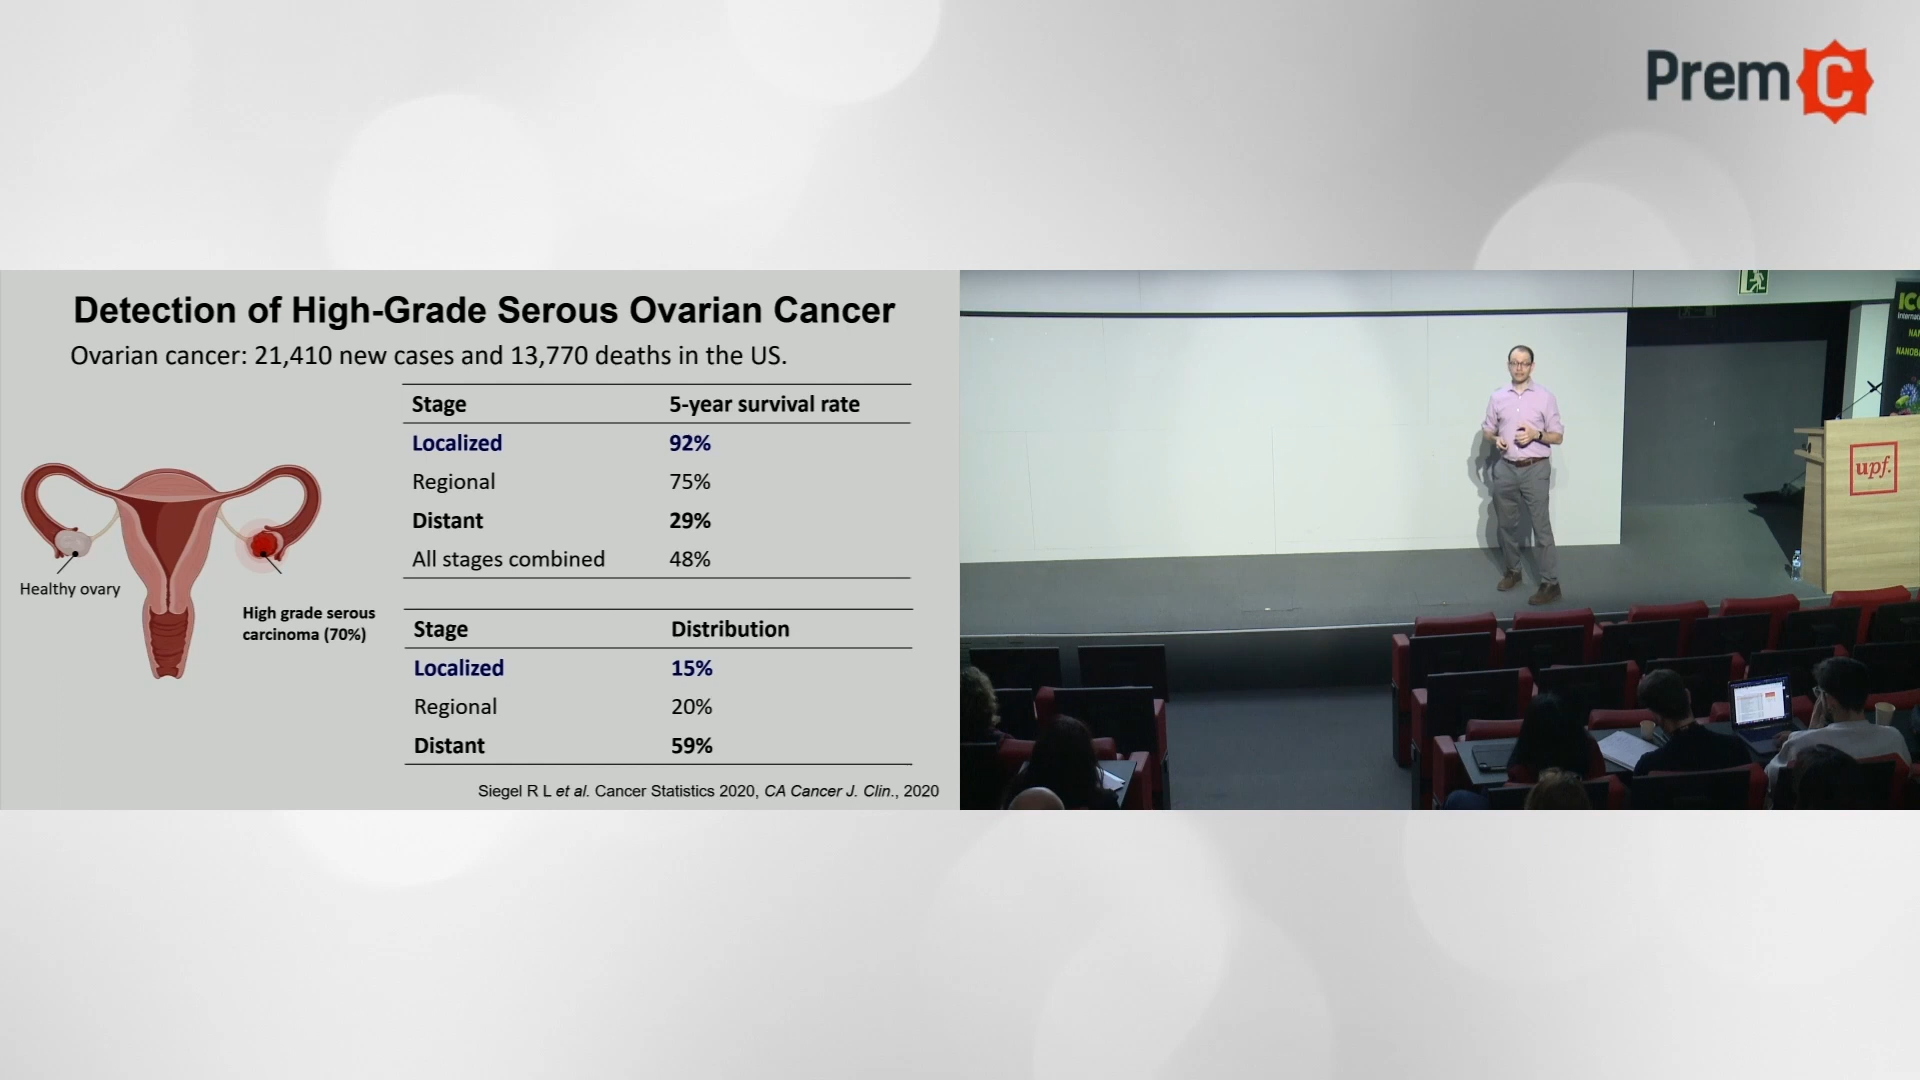 Prem C
Detection of High-Grade Serous Ovarian Cancer
Ovarian cancer: 21,410 new cases and 13,770 deaths in the US.
Stage 5-year survival rate
Localized 92%
Regional 75%
Distant 29%
All stages combined 48%
Healthy ovary
High grade serous
carcinoma (70%)
Stage Distribution
Localized 15%
Regional 20%
Distant 59%
Siegel R L et al. Cancer Statistics 2020, CA Cancer J. Clin., 2020
upf.